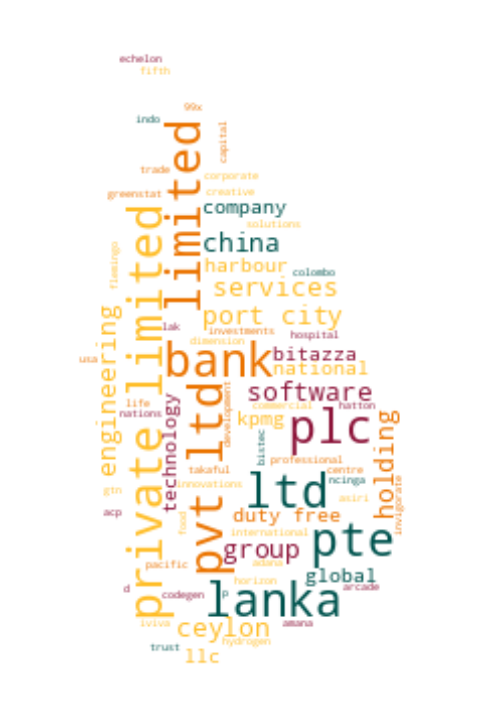 echelon
fifth
99x
indo
capital
limited
trade
corporate
greenstat
creative
private limited
company
solutions
china
flemingo
harbour
colombo
services
port city
lak
investments
hospital
engineering
dimension
bank
bitazza
usa
national
pvt ltd
development
software
life
nations
technology
commercial
hatton
kpmg
plc
holding
bistec
professional
takaful
centre
ltd
ncinga
innovations
gtn
asiri
invigorate
acp
duty free
food
international
pte
group
pacific
adana
global
horizon
d
codegen
p
lanka
arcade
iviva
ceylon
amana
hydrogen
trust
llc